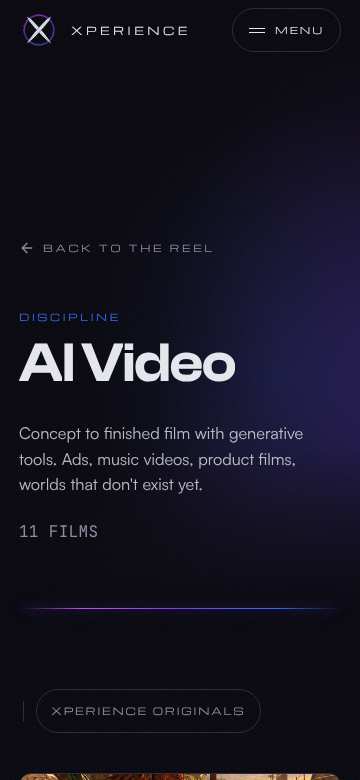 XPERIENCE
MENU
BACK TO THE REEL
DISCIPLINE
AI Video
Concept to finished film with generative
tools. Ads, music videos, product films,
worlds that don't exist yet.
11 FILMS
XPERIENCE ORIGINALS